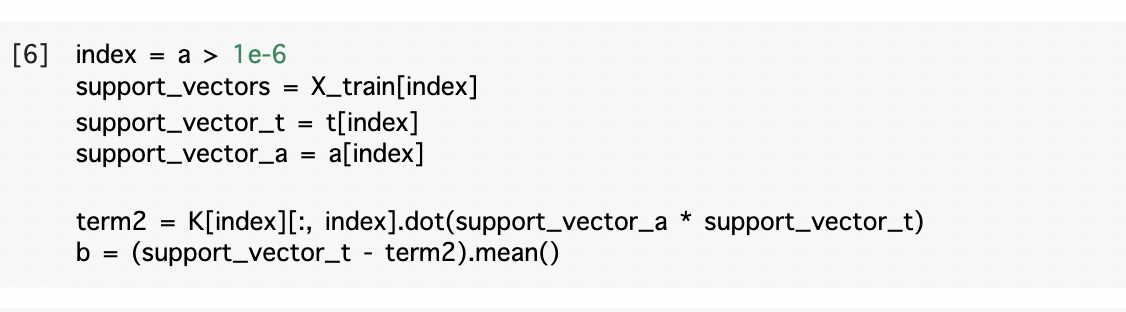 [6] index = a > 1e-6
support_vectors = X_train[index]
support_vector_t = t[index]
support_vector_a = a[index]
term2 = K[index][:, index].dot(support_vector_a * support_vector_t)
b = (support_vector_t - term2).mean()